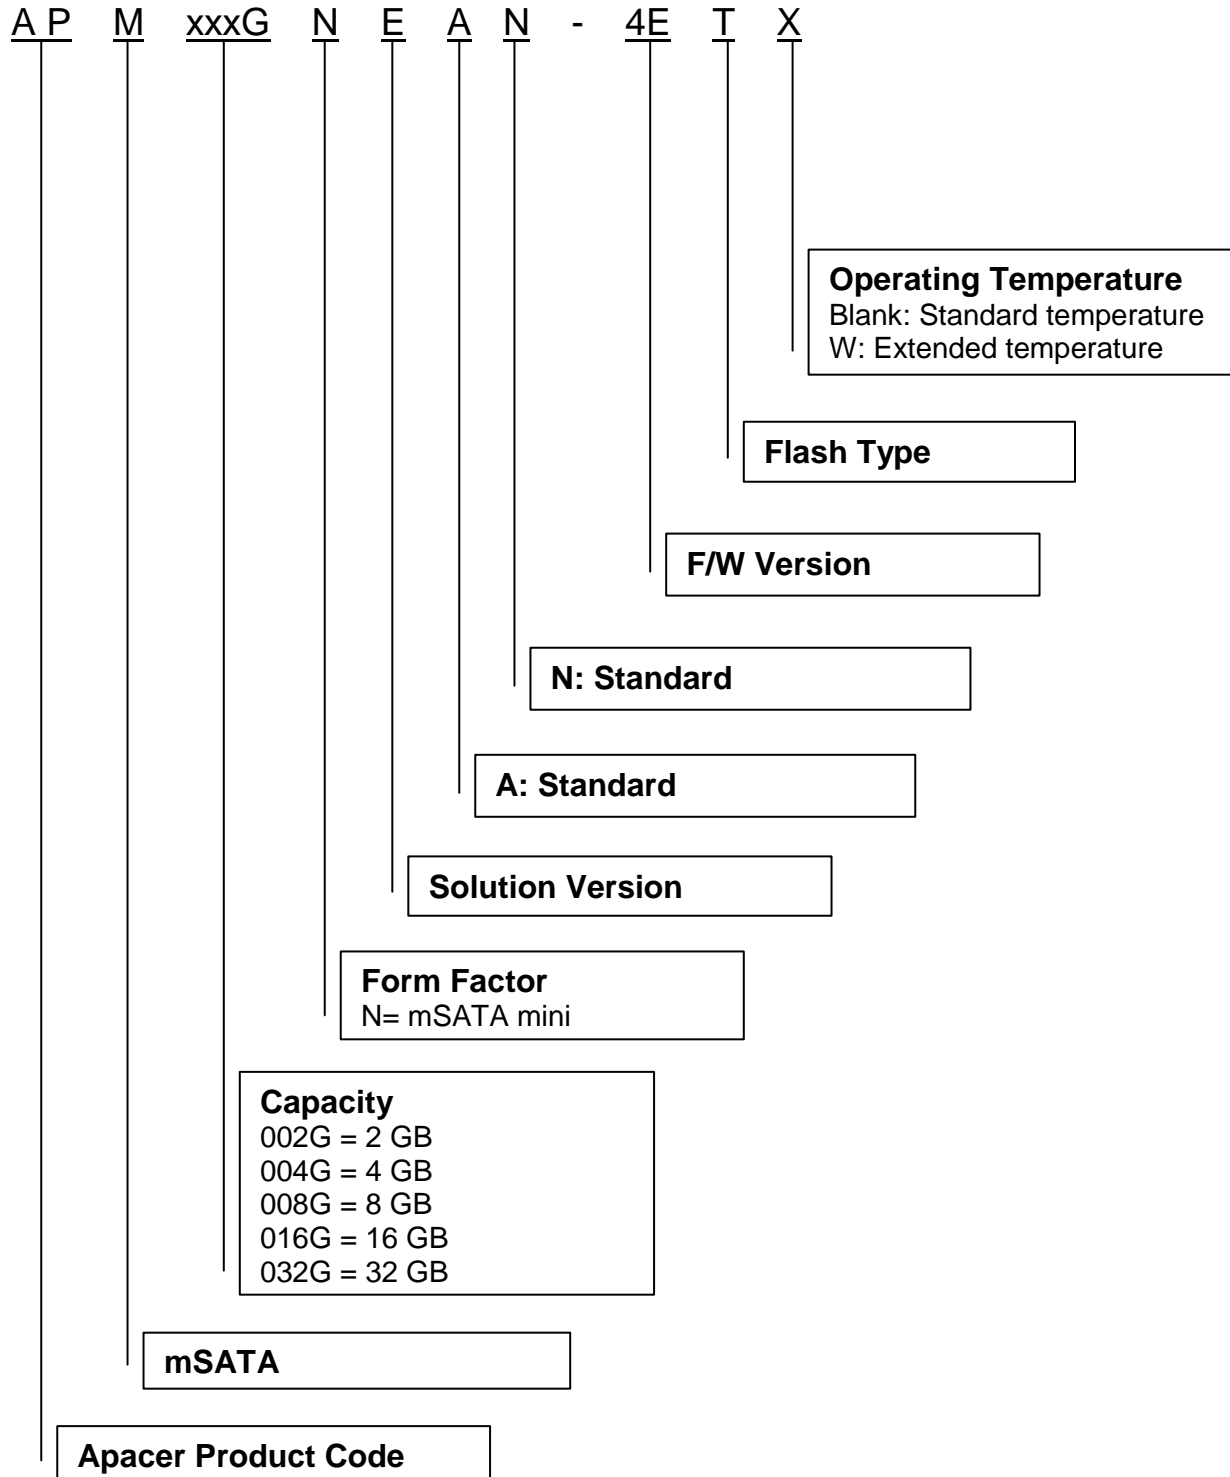 A P M xxxG N E A N - 4E T X
Operating Temperature
Blank: Standard temperature
W: Extended temperature
Flash Type
F/W Version
N: Standard
A: Standard
Solution Version
Form Factor
N= mSATA mini
Capacity
002G = 2 GB
004G = 4 GB
008G = 8 GB
016G = 16 GB
032G = 32 GB
mSATA
Apacer Product Code